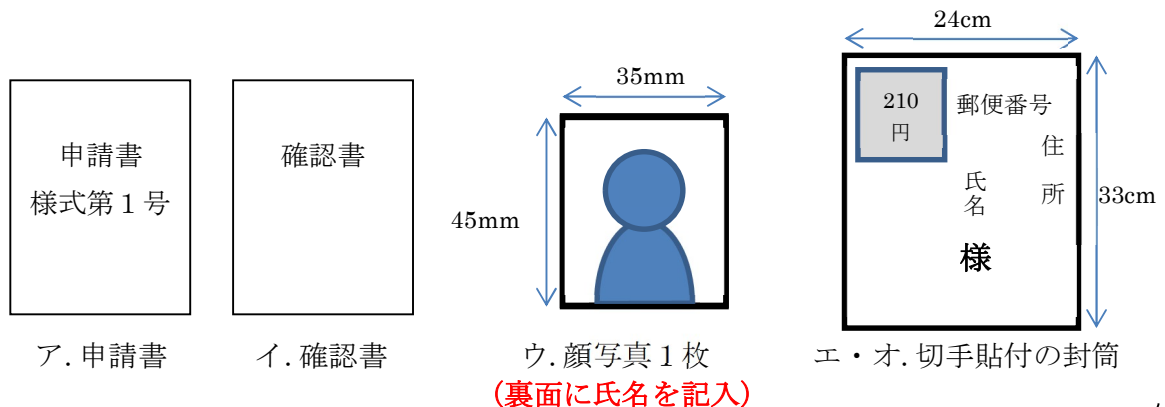 申請書
様式第１号
ア.申請書
確認書
イ.確認書
35mm
45mm
ウ.顔写真１枚
（裏面に氏名を記入）
24cm
210
円
郵便番号
住所
氏名
様
33cm
エ・オ.切手貼付の封筒